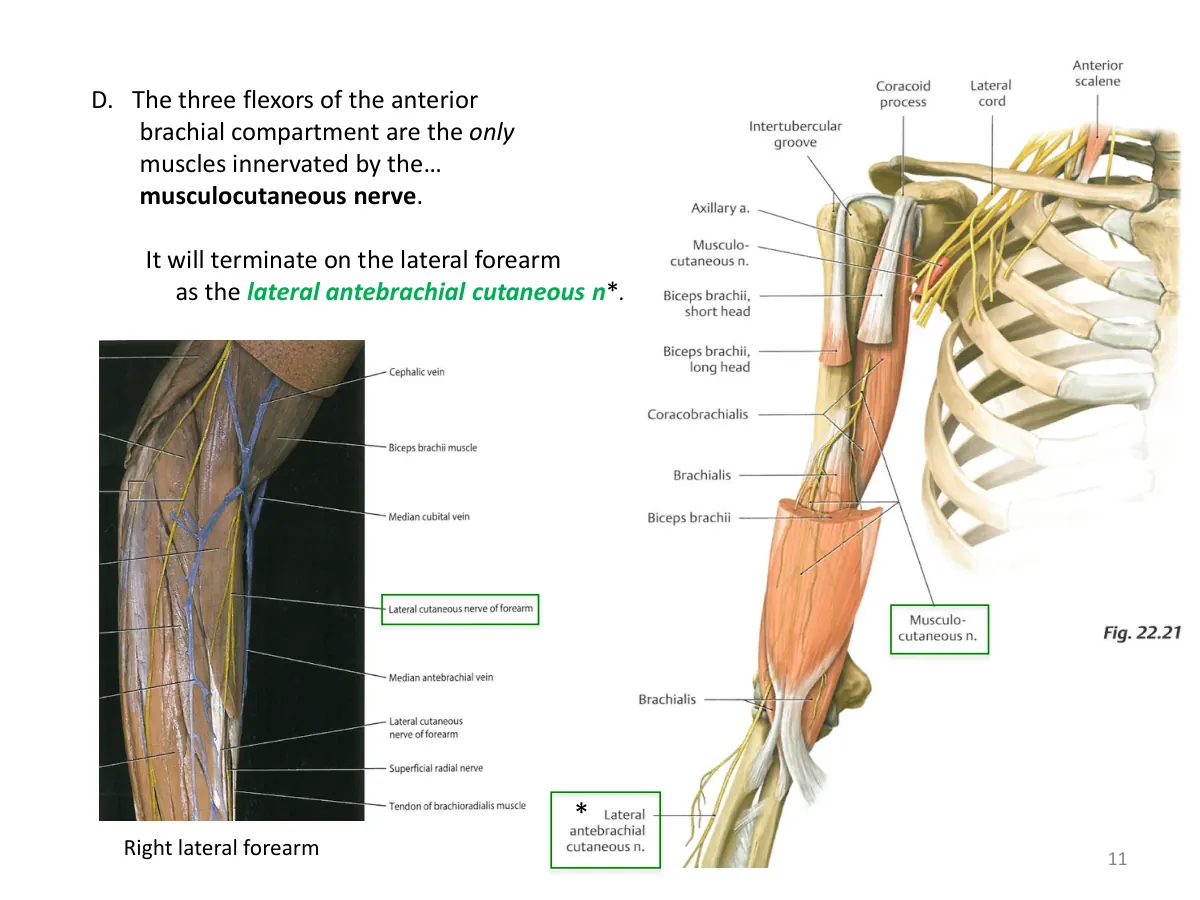 D. The three flexors of the anterior
brachial compartment are the only
muscles innervated by the…
musculocutaneous nerve.
It will terminate on the lateral forearm
as the lateral antebrachial cutaneous n*.
Cephalic vein
Biceps brachii muscle
Median cubital vein
Lateral cutaneous nerve of forearm
Median antebrachial vein
Lateral cutaneous
nerve of forearm
Superficial radial nerve
Tendon of brachioradialis muscle
Right lateral forearm
Anterior
scalene
Lateral
cord
Coracoid
process
Intertubercular
groove
Axillary a.
Musculo-
cutaneous n.
Biceps brachii,
short head
Biceps brachii,
long head
Coracobrachialis
Brachialis
Biceps brachii
Musculo-
cutaneous n.
Fig. 22.21
Brachialis
* Lateral
antebrachial
cutaneous n.
11